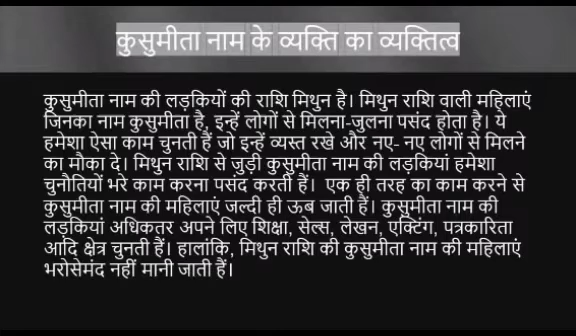 कुसुमीता नाम के व्यक्ति का व्यक्तित्व
कुसुमीता नाम की लड़कियों की राशि मिथुन है। मिथुन राशि वाली महिलाएं
जिनका नाम कुसुमीता है, इन्हें लोगों से मिलना-जुलना पसंद होता है। ये
हमेशा ऐसा काम चुनती हैं जो इन्हें व्यस्त रखे और नए- नए लोगों से मिलने
का मौका दे। मिथुन राशि से जुड़ी कुसुमीता नाम की लड़कियां हमेशा
चुनौतियों भरे काम करना पसंद करती हैं। एक ही तरह का काम करने से
कुसुमीता नाम की महिलाएं जल्दी ही ऊब जाती हैं। कुसुमीता नाम की
लड़कियां अधिकतर अपने लिए शिक्षा, सेल्स, लेखन, एक्टिंग, पत्रकारिता
आदि क्षेत्र चुनती हैं। हालांकि, मिथुन राशि की कुसुमीता नाम की महिलाएं
भरोसेमंद नहीं मानी जाती हैं।